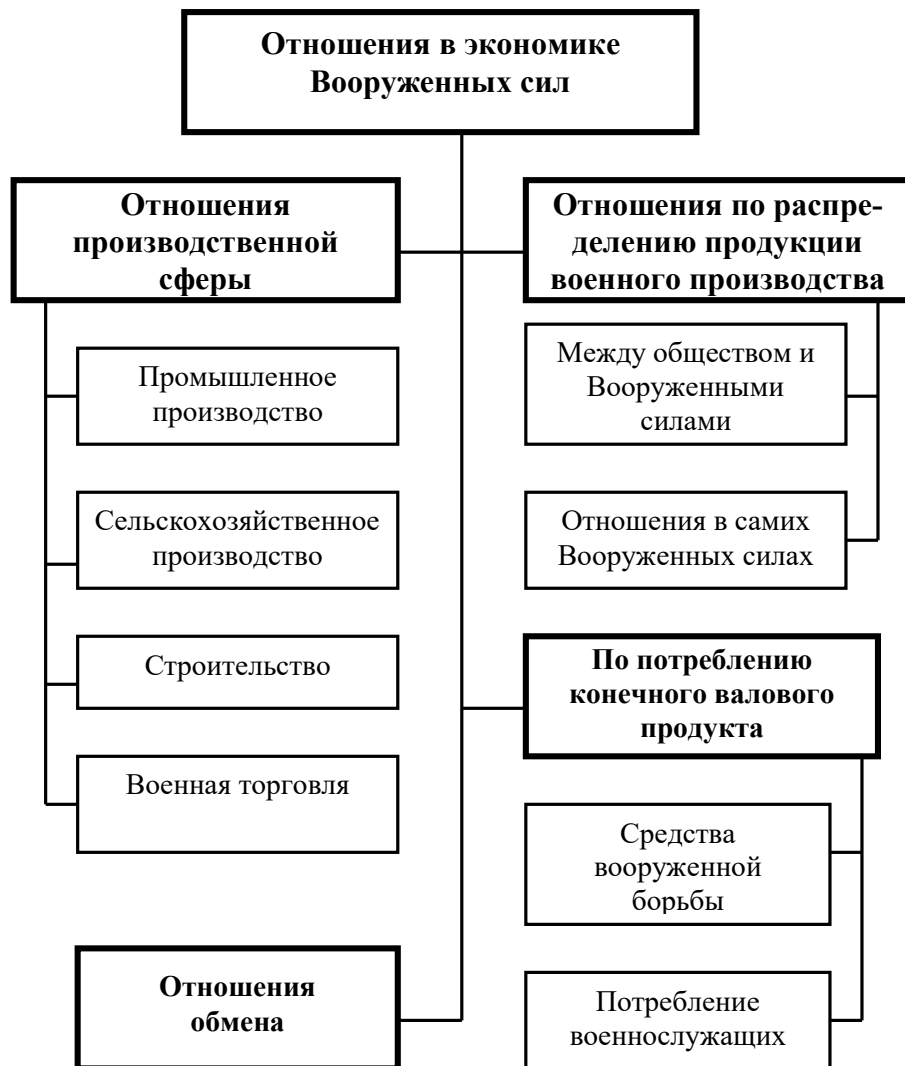 Отношения в экономике
Вооруженных сил
Отношения
производственной
сферы
Промышленное
производство
Сельскохозяйственное
производство
Строительство
Военная торговля
Отношения
обмена
Отношения по распре-
делению продукции
военного производства
Между обществом и
Вооруженными
силами
Отношения в самих
Вооруженных силах
По потреблению
конечного валового
продукта
Средства
вооруженной
борьбы
Потребление
военнослужащих